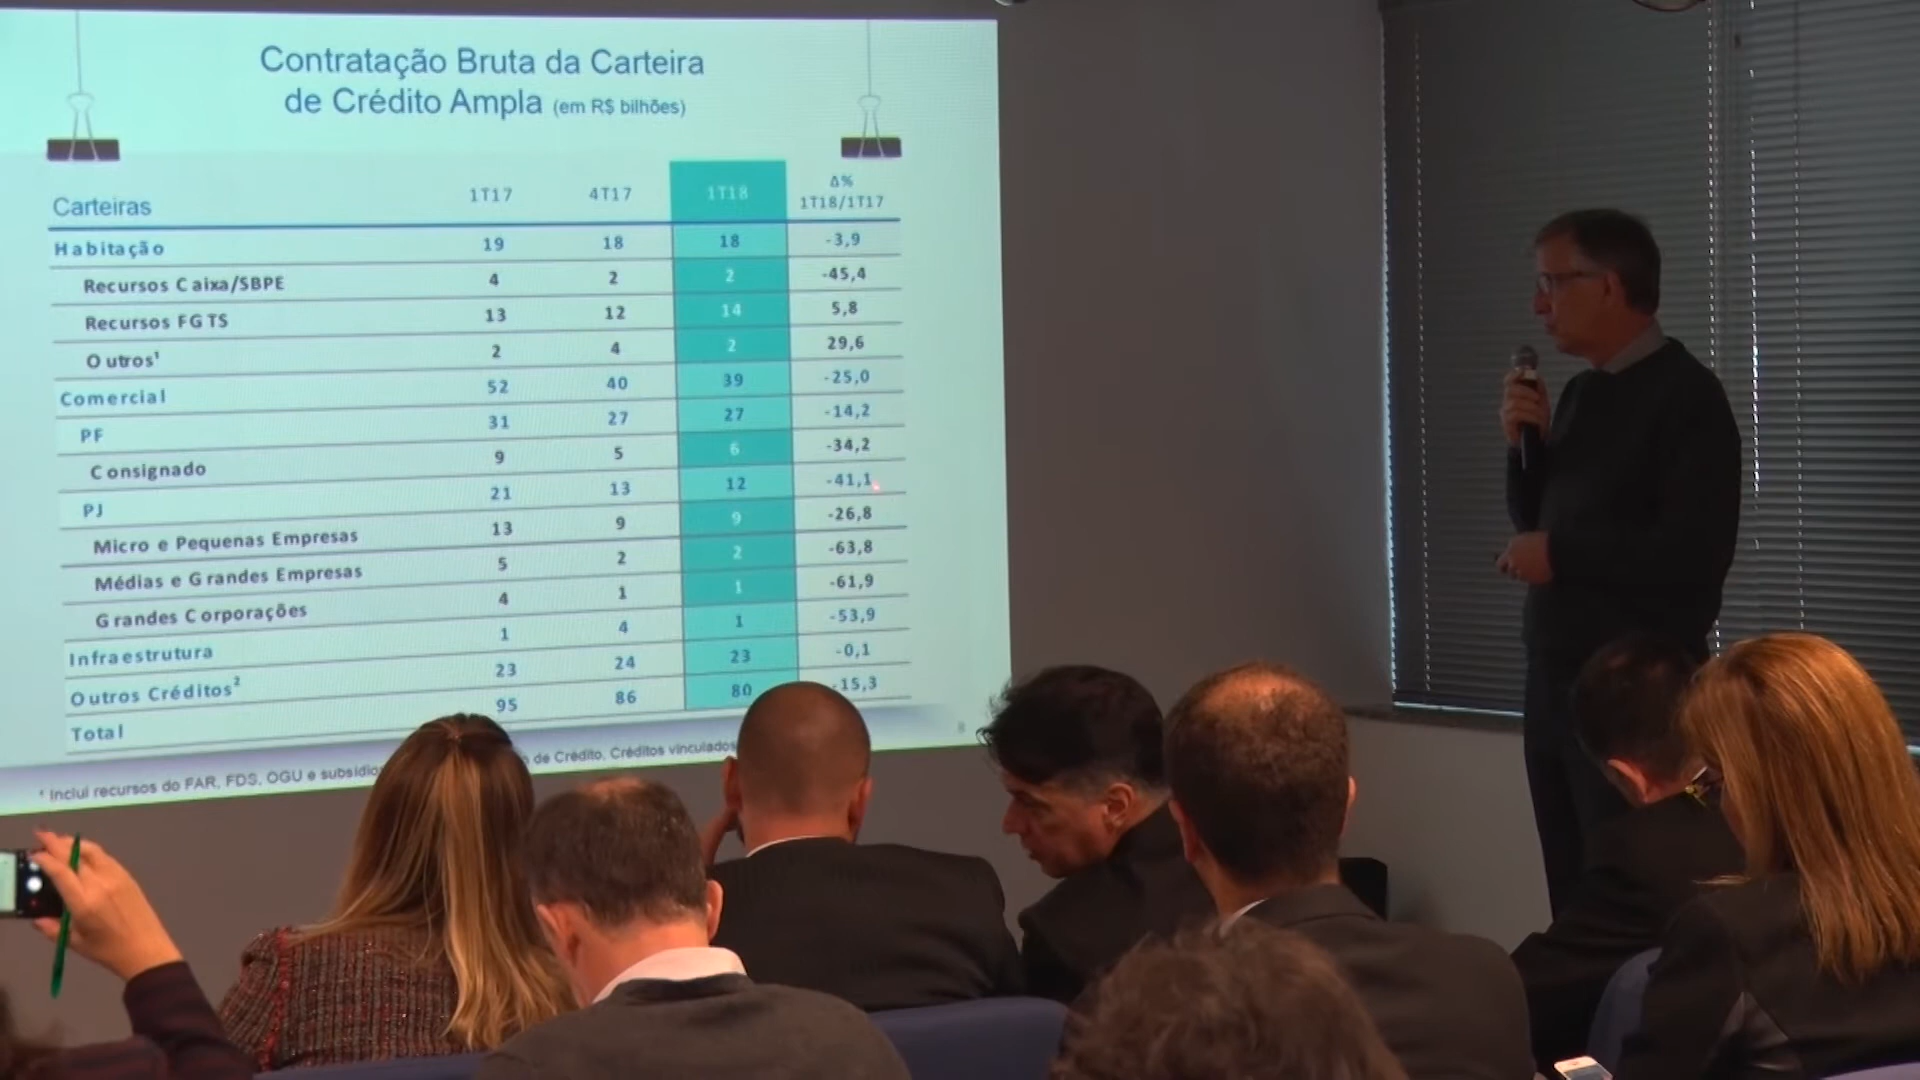 Contratação Bruta da Carteira
de Crédito Ampla (em R$ bilhões)
Carteiras 1T17 4T17 1T18 Δ% 1T18/1T17
Habitação 19 18 18 -3,9
Recursos Caixa/SBPE 4 2 2 -45,4
Recursos FGTS 13 12 14 5,8
Outros¹ 2 4 2 29,6
Comercial 52 40 39 -25,0
PF 31 27 27 -14,2
Consignado 9 5 6 -34,2
PJ 21 13 12 -41,1
Micro e Pequenas Empresas 13 9 9 -26,8
Médias e Grandes Empresas 5 2 2 -63,8
Grandes Corporações 4 1 1 -61,9
Infraestrutura 1 4 1 -53,9
Outros Créditos² 23 24 23 -0,1
Total 95 86 80 -15,3
8
¹ Inclui recursos do FAR, FDS, OGU e subsídio de Crédito, Créditos vinculados